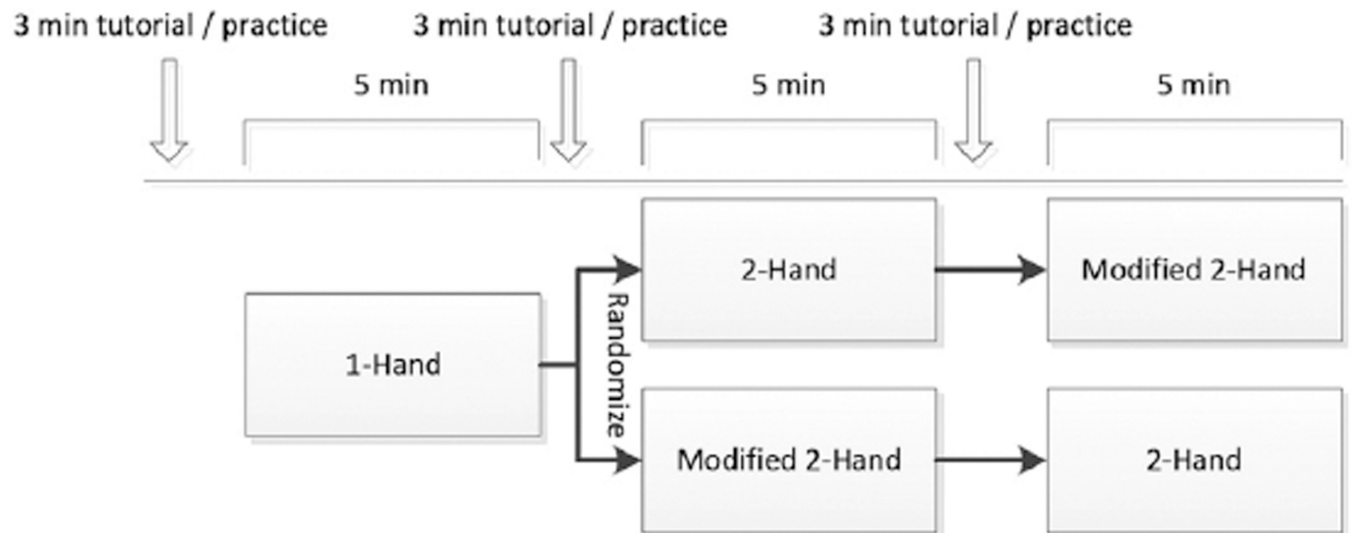 3 min tutorial / practice
3 min tutorial / practice
3 min tutorial / practice
5 min
5 min
5 min
1-Hand
Randomize
2-Hand
Modified 2-Hand
Modified 2-Hand
2-Hand